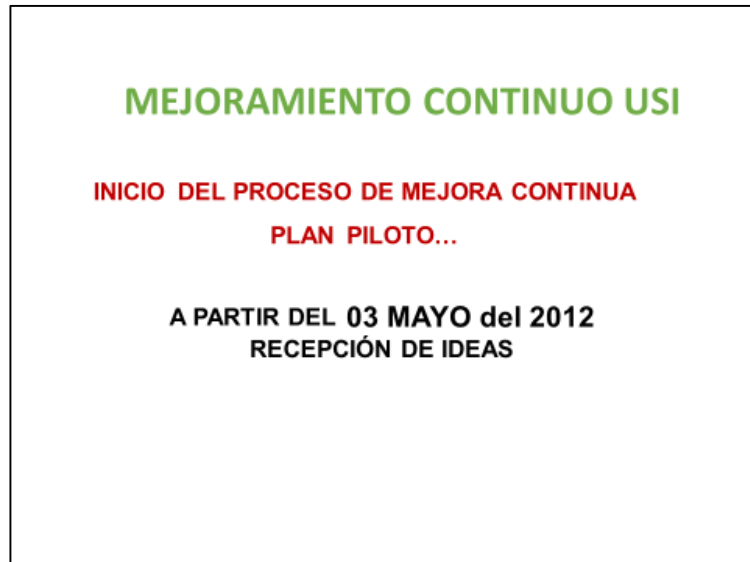 MEJORAMIENTO CONTINUO USI
INICIO DEL PROCESO DE MEJORA CONTINUA
PLAN PILOTO...
A PARTIR DEL 03 MAYO del 2012
RECEPCIÓN DE IDEAS